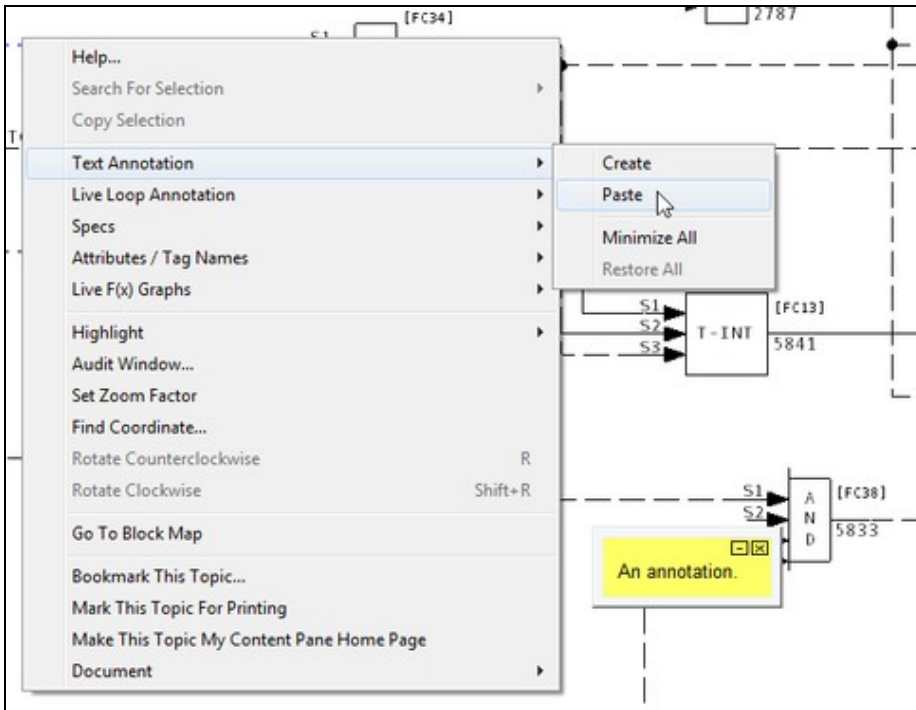 [FC34]
S1
2787
Help...
Search For Selection
Copy Selection
Text Annotation
Create
Live Loop Annotation
Paste
Specs
Minimize All
Attributes / Tag Names
Restore All
Live F(x) Graphs
S1
[FC13]
Highlight
S2
T-INT
S3
5841
Audit Window...
Set Zoom Factor
Find Coordinate...
Rotate Counterclockwise R
Rotate Clockwise Shift+R
S1
A
[FC38]
S2
N
5833
D
Go To Block Map
An annotation.
Bookmark This Topic...
Mark This Topic For Printing
Make This Topic My Content Pane Home Page
Document